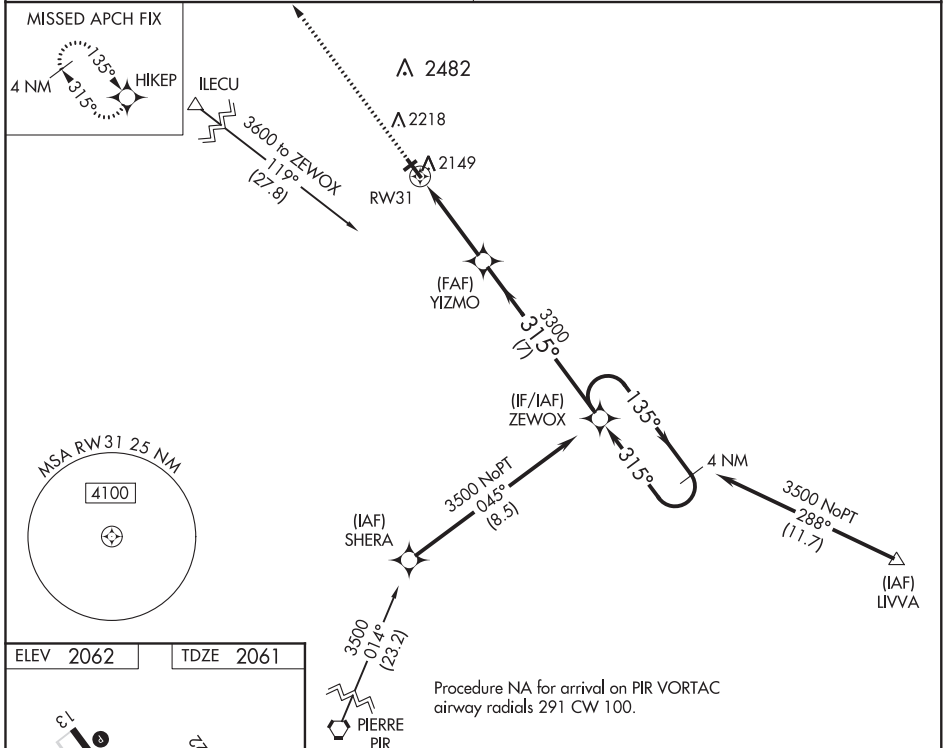 MISSED APCH FIX
135°
HIKEP
4 NM
315°
ILECU
3600 to ZEWOX
119°
(27.8)
2482
2218
2149
RW31
(FAF)
YIZMO
3300
315°
(7)
(IF/IAF)
ZEWOX
135°
315°
4 NM
3500 NoPT
288°
(11.7)
(IAF)
LIVVA
MSA RW31 25 NM
4100
3500 NoPT
045°
(8.5)
(IAF)
SHERA
3500
014°
(23.2)
PIERRE
PIR
Procedure NA for arrival on PIR VORTAC
airway radials 291 CW 100.
ELEV 2062
TDZE 2061
13
P
22